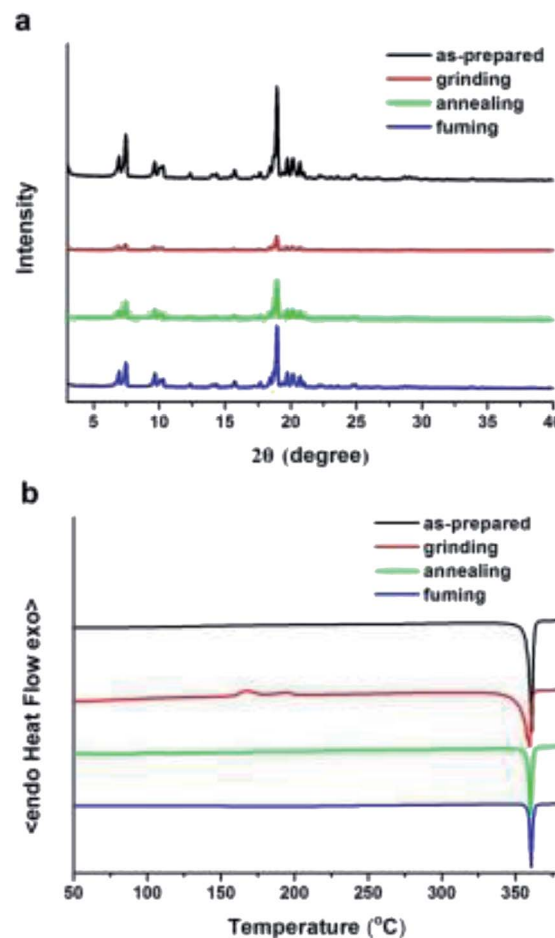 a
as-prepared
grinding
annealing
fuming
Intensity
5 10 15 20 25 30 35 40
2θ (degree)
b
as-prepared
grinding
annealing
fuming
<endo Heat Flow exo>
50 100 150 200 250 300 350
Temperature (°C)